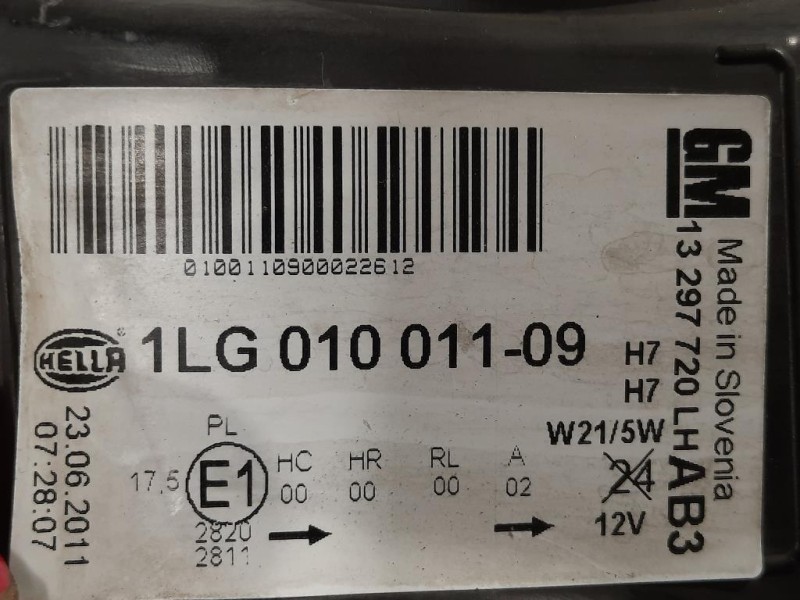 0100110900022612
HELLA ® 1LG 010 011-09
H7
H7
W21/5W
24
12V
PL
17,5 E1 HC HR RL A
00 00 00 02
2820
2811
23.06.2011
07:28:07
GM
13 297 720 LH AB3
Made in Slovenia